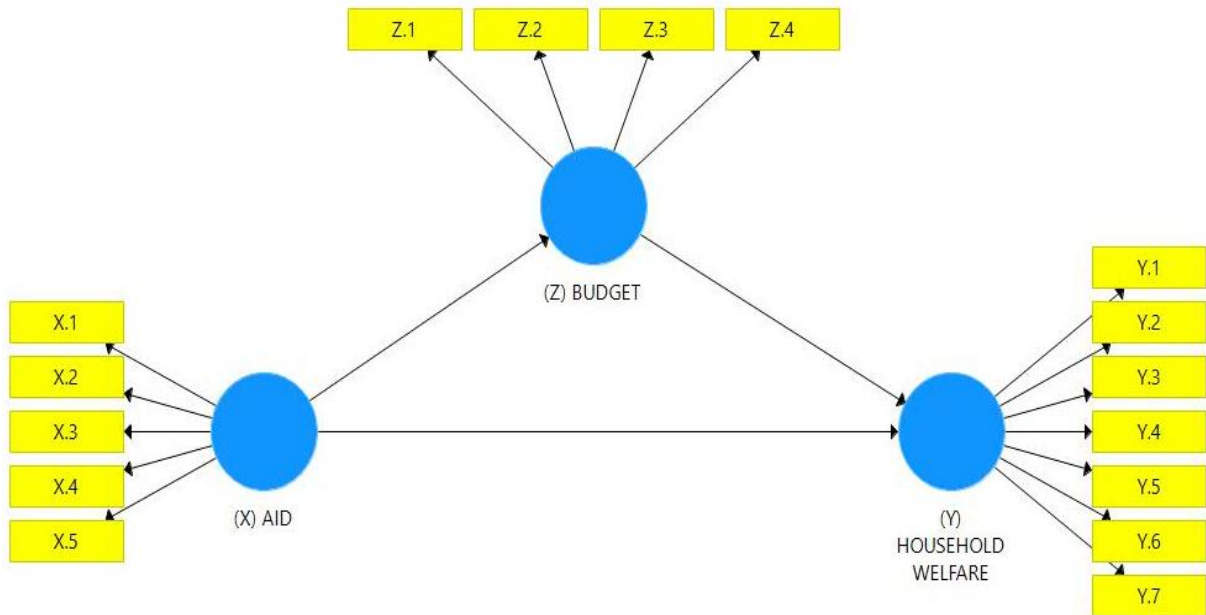 Z.1
Z.2
Z.3
Z.4
(Z) BUDGET
X.1
X.2
X.3
X.4
X.5
(X) AID
Y.1
Y.2
Y.3
Y.4
Y.5
Y.6
Y.7
(Y)
HOUSEHOLD
WELFARE